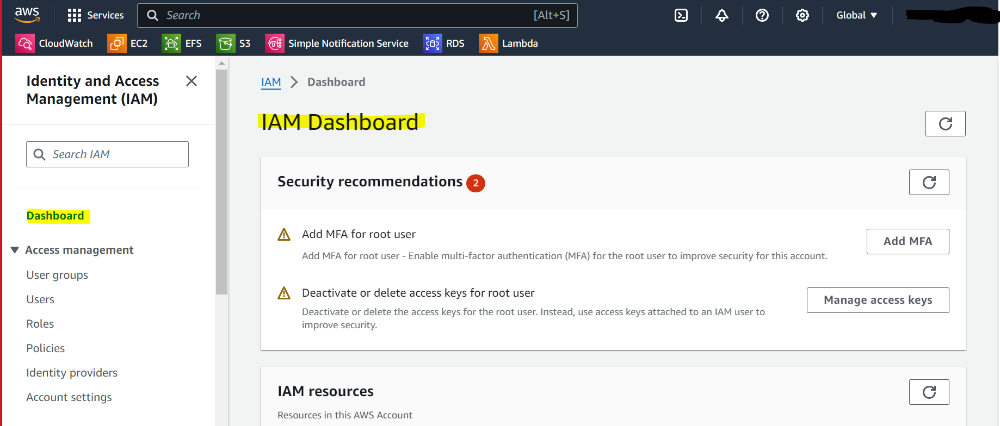 aws
Services
Search
[Alt+S]
Global
CloudWatch
EC2
EFS
S3
Simple Notification Service
RDS
Lambda
Identity and Access
Management (IAM)
Search IAM
Dashboard
Access management
User groups
Users
Roles
Policies
Identity providers
Account settings
IAM
Dashboard
IAM Dashboard
Security recommendations 2
Add MFA for root user
Add MFA for root user - Enable multi-factor authentication (MFA) for the root user to improve security for this account.
Add MFA
Deactivate or delete access keys for root user
Deactivate or delete the access keys for the root user. Instead, use access keys attached to an IAM user to
improve security.
Manage access keys
IAM resources
Resources in this AWS Account